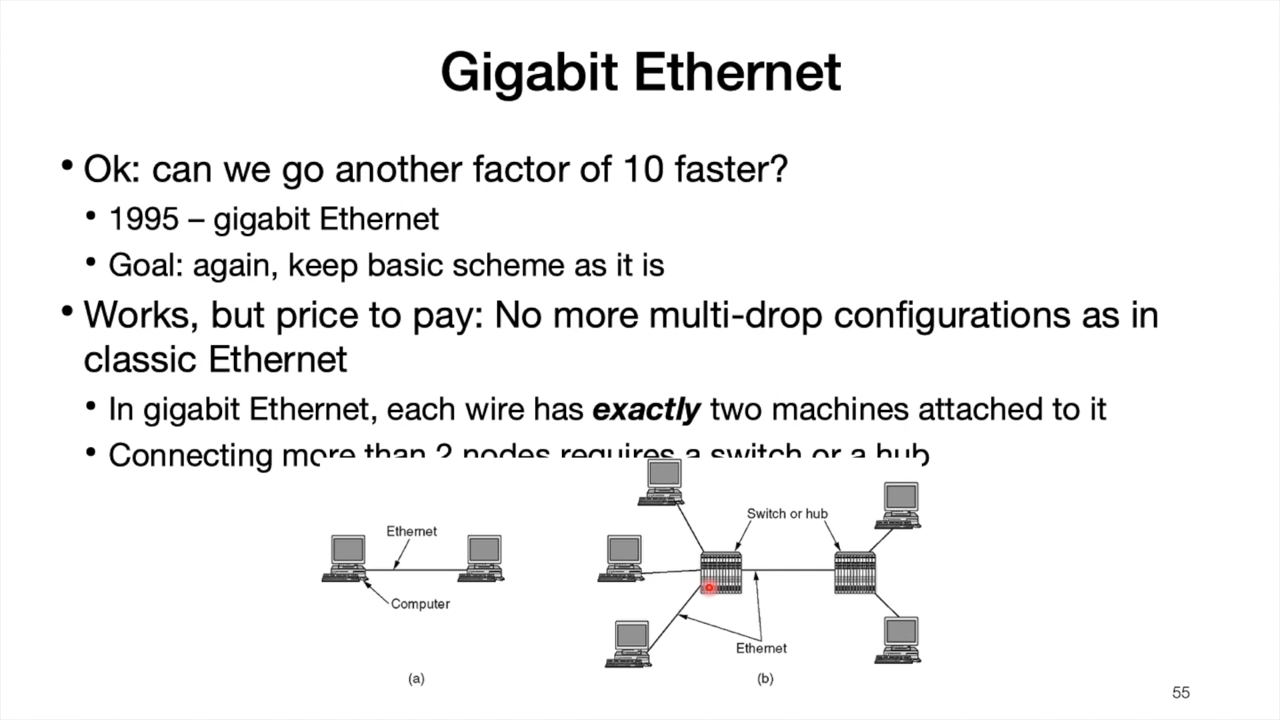 Gigabit Ethernet
• Ok: can we go another factor of 10 faster?
• 1995 – gigabit Ethernet
• Goal: again, keep basic scheme as it is
• Works, but price to pay: No more multi-drop configurations as in
classic Ethernet
• In gigabit Ethernet, each wire has exactly two machines attached to it
• Connecting more than 2 nodes requires a switch or a hub
Ethernet
Computer
(a)
Switch or hub
Ethernet
(b)
55